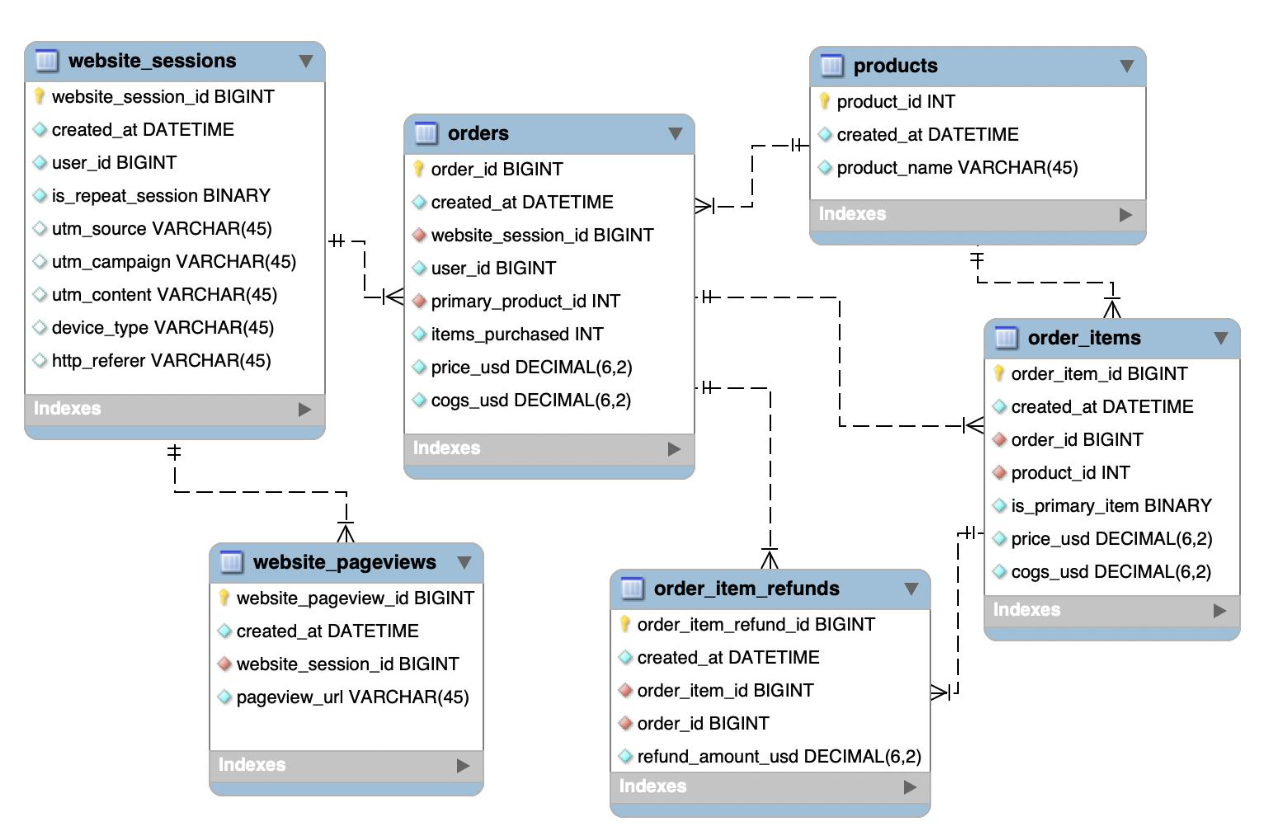 website_sessions
website_session_id BIGINT
created_at DATETIME
user_id BIGINT
is_repeat_session BINARY
utm_source VARCHAR(45)
utm_campaign VARCHAR(45)
utm_content VARCHAR(45)
device_type VARCHAR(45)
http_referer VARCHAR(45)
Indexes
orders
order_id BIGINT
created_at DATETIME
website_session_id BIGINT
user_id BIGINT
primary_product_id INT
items_purchased INT
price_usd DECIMAL(6,2)
cogs_usd DECIMAL(6,2)
Indexes
products
product_id INT
created_at DATETIME
product_name VARCHAR(45)
Indexes
order_items
order_item_id BIGINT
created_at DATETIME
order_id BIGINT
product_id INT
is_primary_item BINARY
price_usd DECIMAL(6,2)
cogs_usd DECIMAL(6,2)
Indexes
website_pageviews
website_pageview_id BIGINT
created_at DATETIME
website_session_id BIGINT
pageview_url VARCHAR(45)
Indexes
order_item_refunds
order_item_refund_id BIGINT
created_at DATETIME
order_item_id BIGINT
order_id BIGINT
refund_amount_usd DECIMAL(6,2)
Indexes